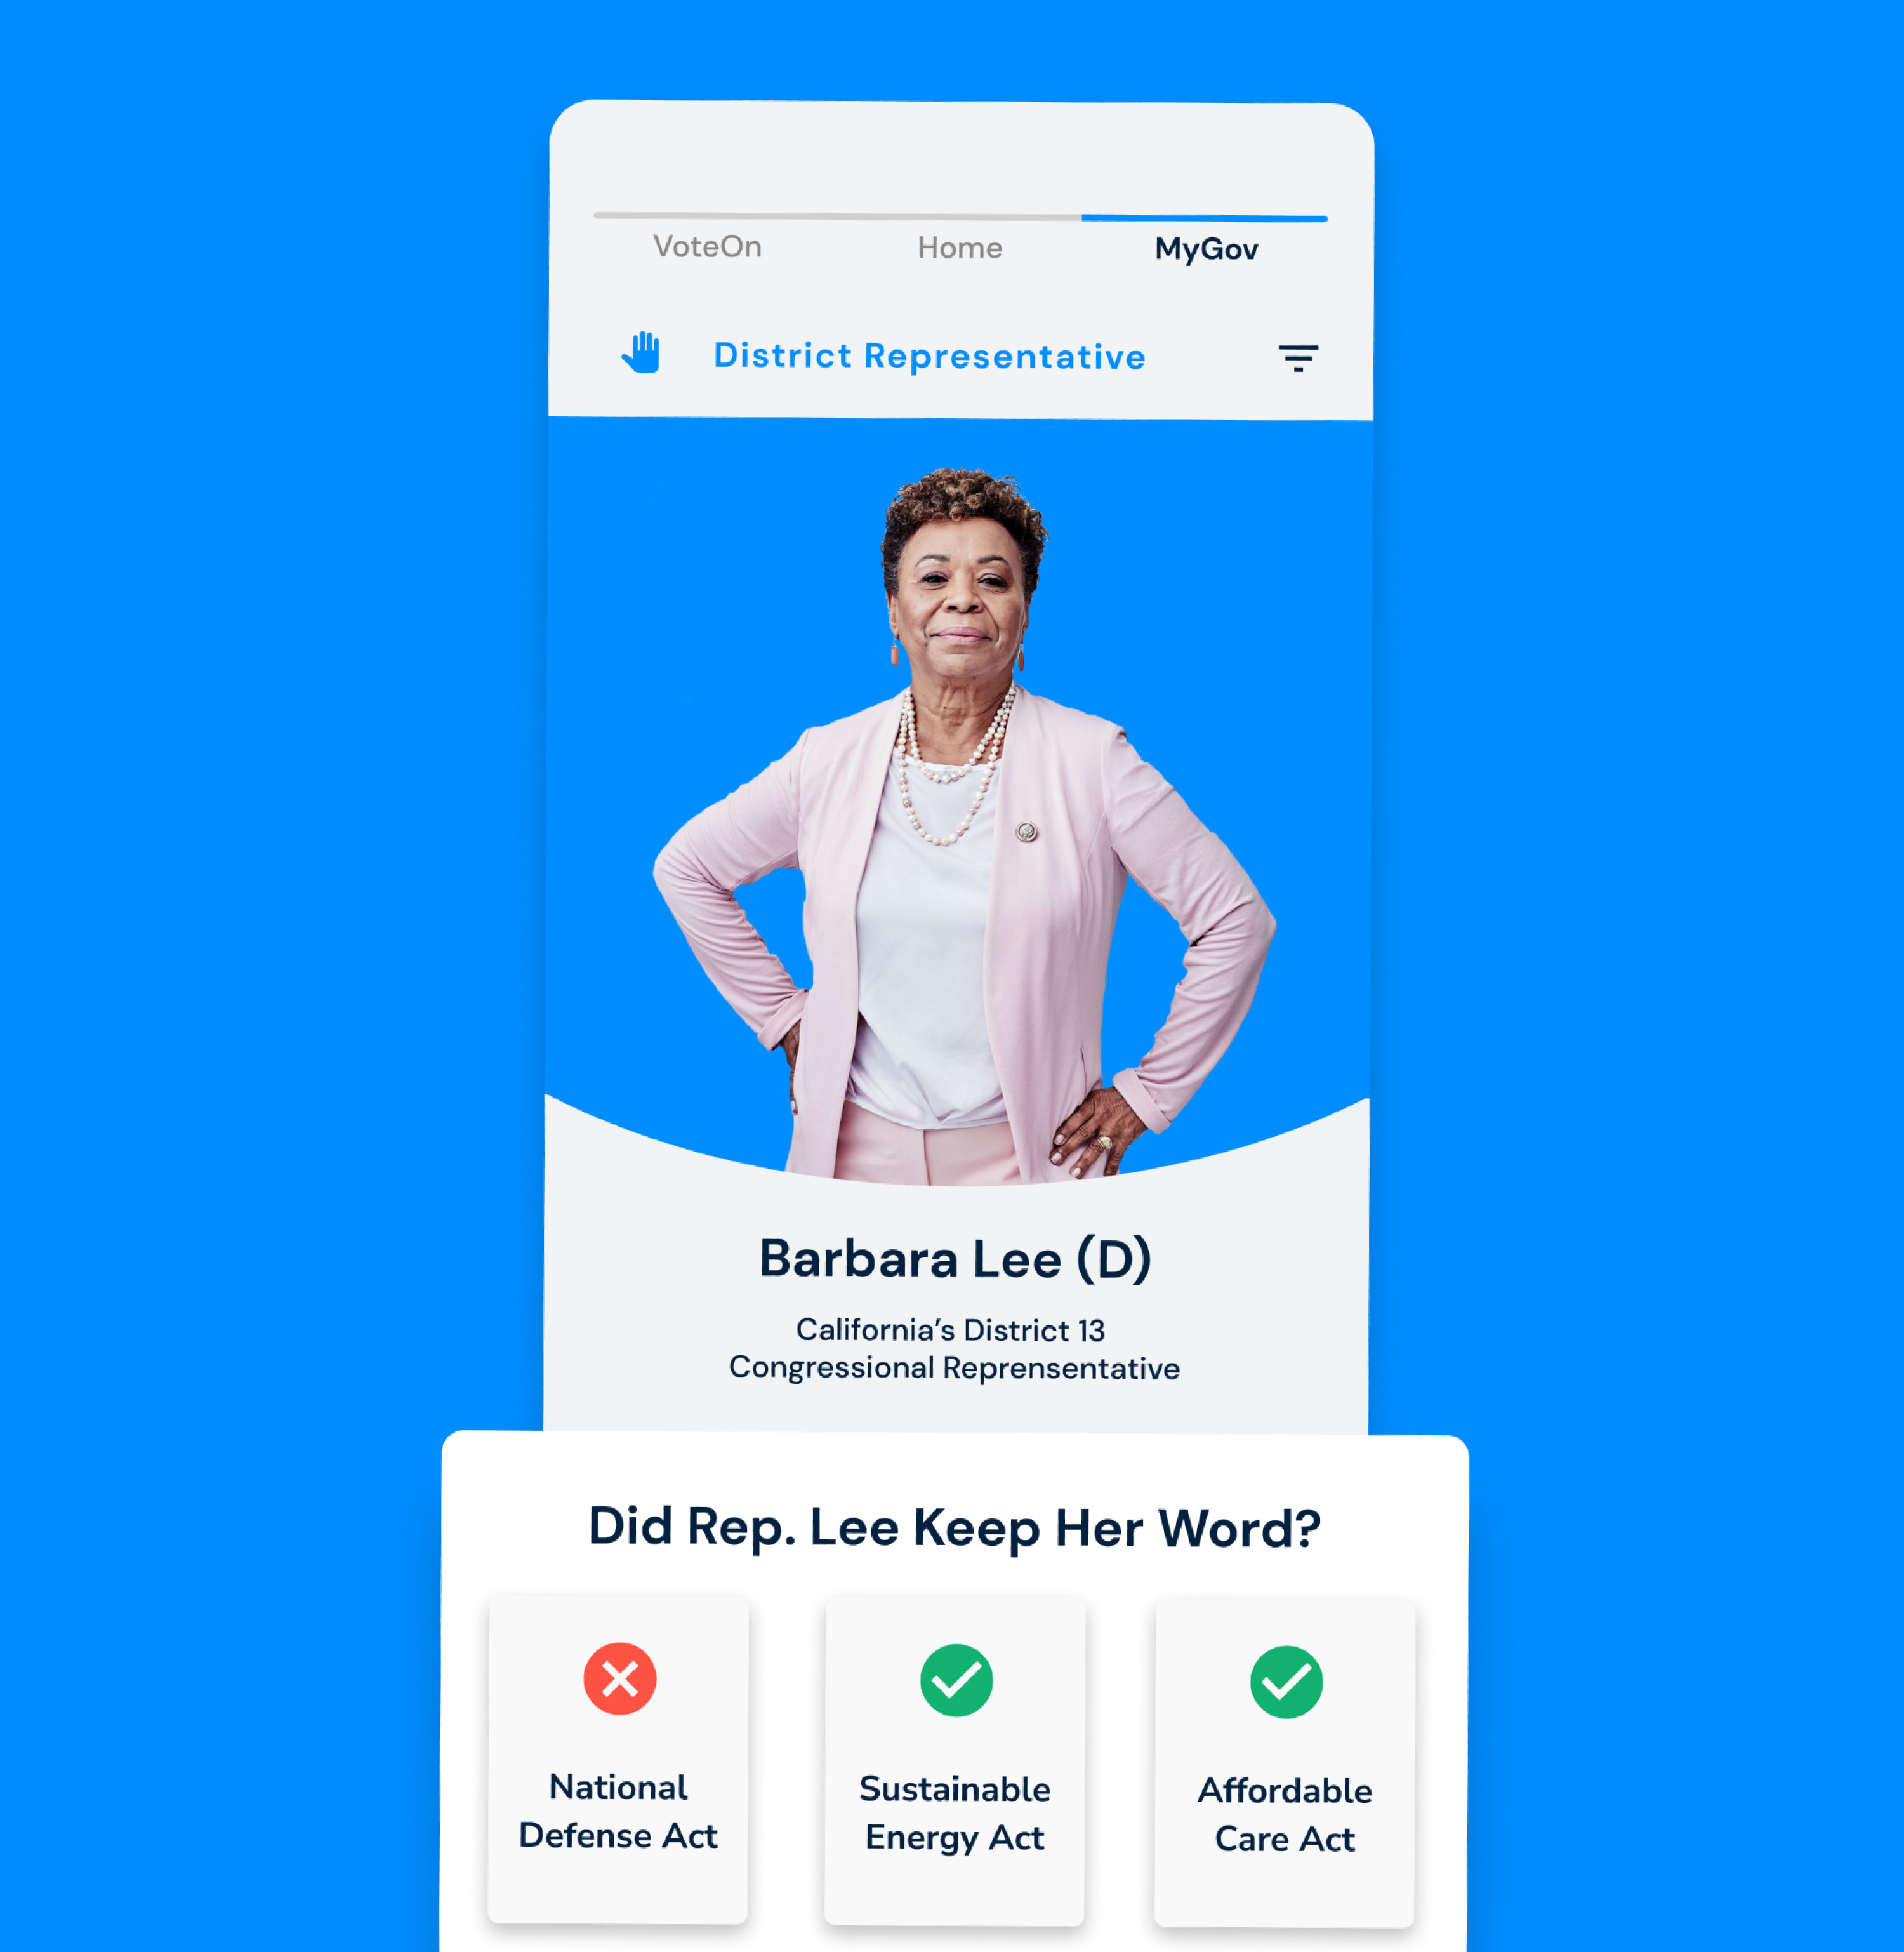 VoteOn Home MyGov
District Representative
Barbara Lee (D)
California’s District 13
Congressional Reprensentative
Did Rep. Lee Keep Her Word?
National
Defense Act
Sustainable
Energy Act
Affordable
Care Act